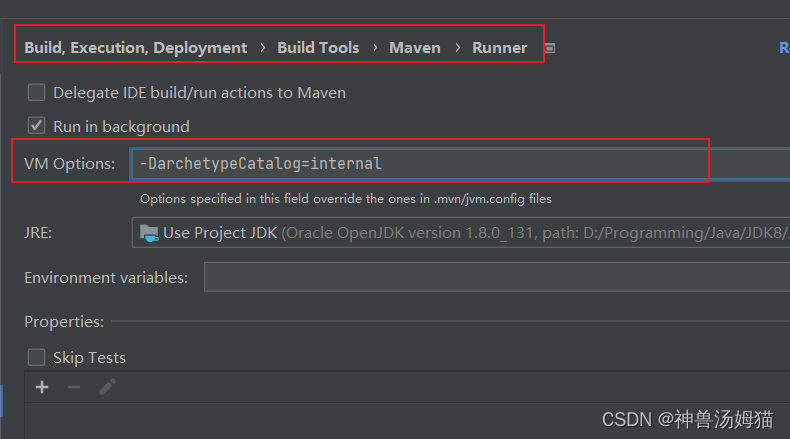 Build, Execution, Deployment › Build Tools › Maven › Runner R
Delegate IDE build/run actions to Maven
Run in background
VM Options: -DarchetypeCatalog=internal
Options specified in this field override the ones in .mvn/jvm.config files
JRE: Use Project JDK (Oracle OpenJDK version 1.8.0_131, path: D:/Programming/Java/JDK8/
Environment variables:
Properties:
Skip Tests
CSDN @神兽汤姆猫